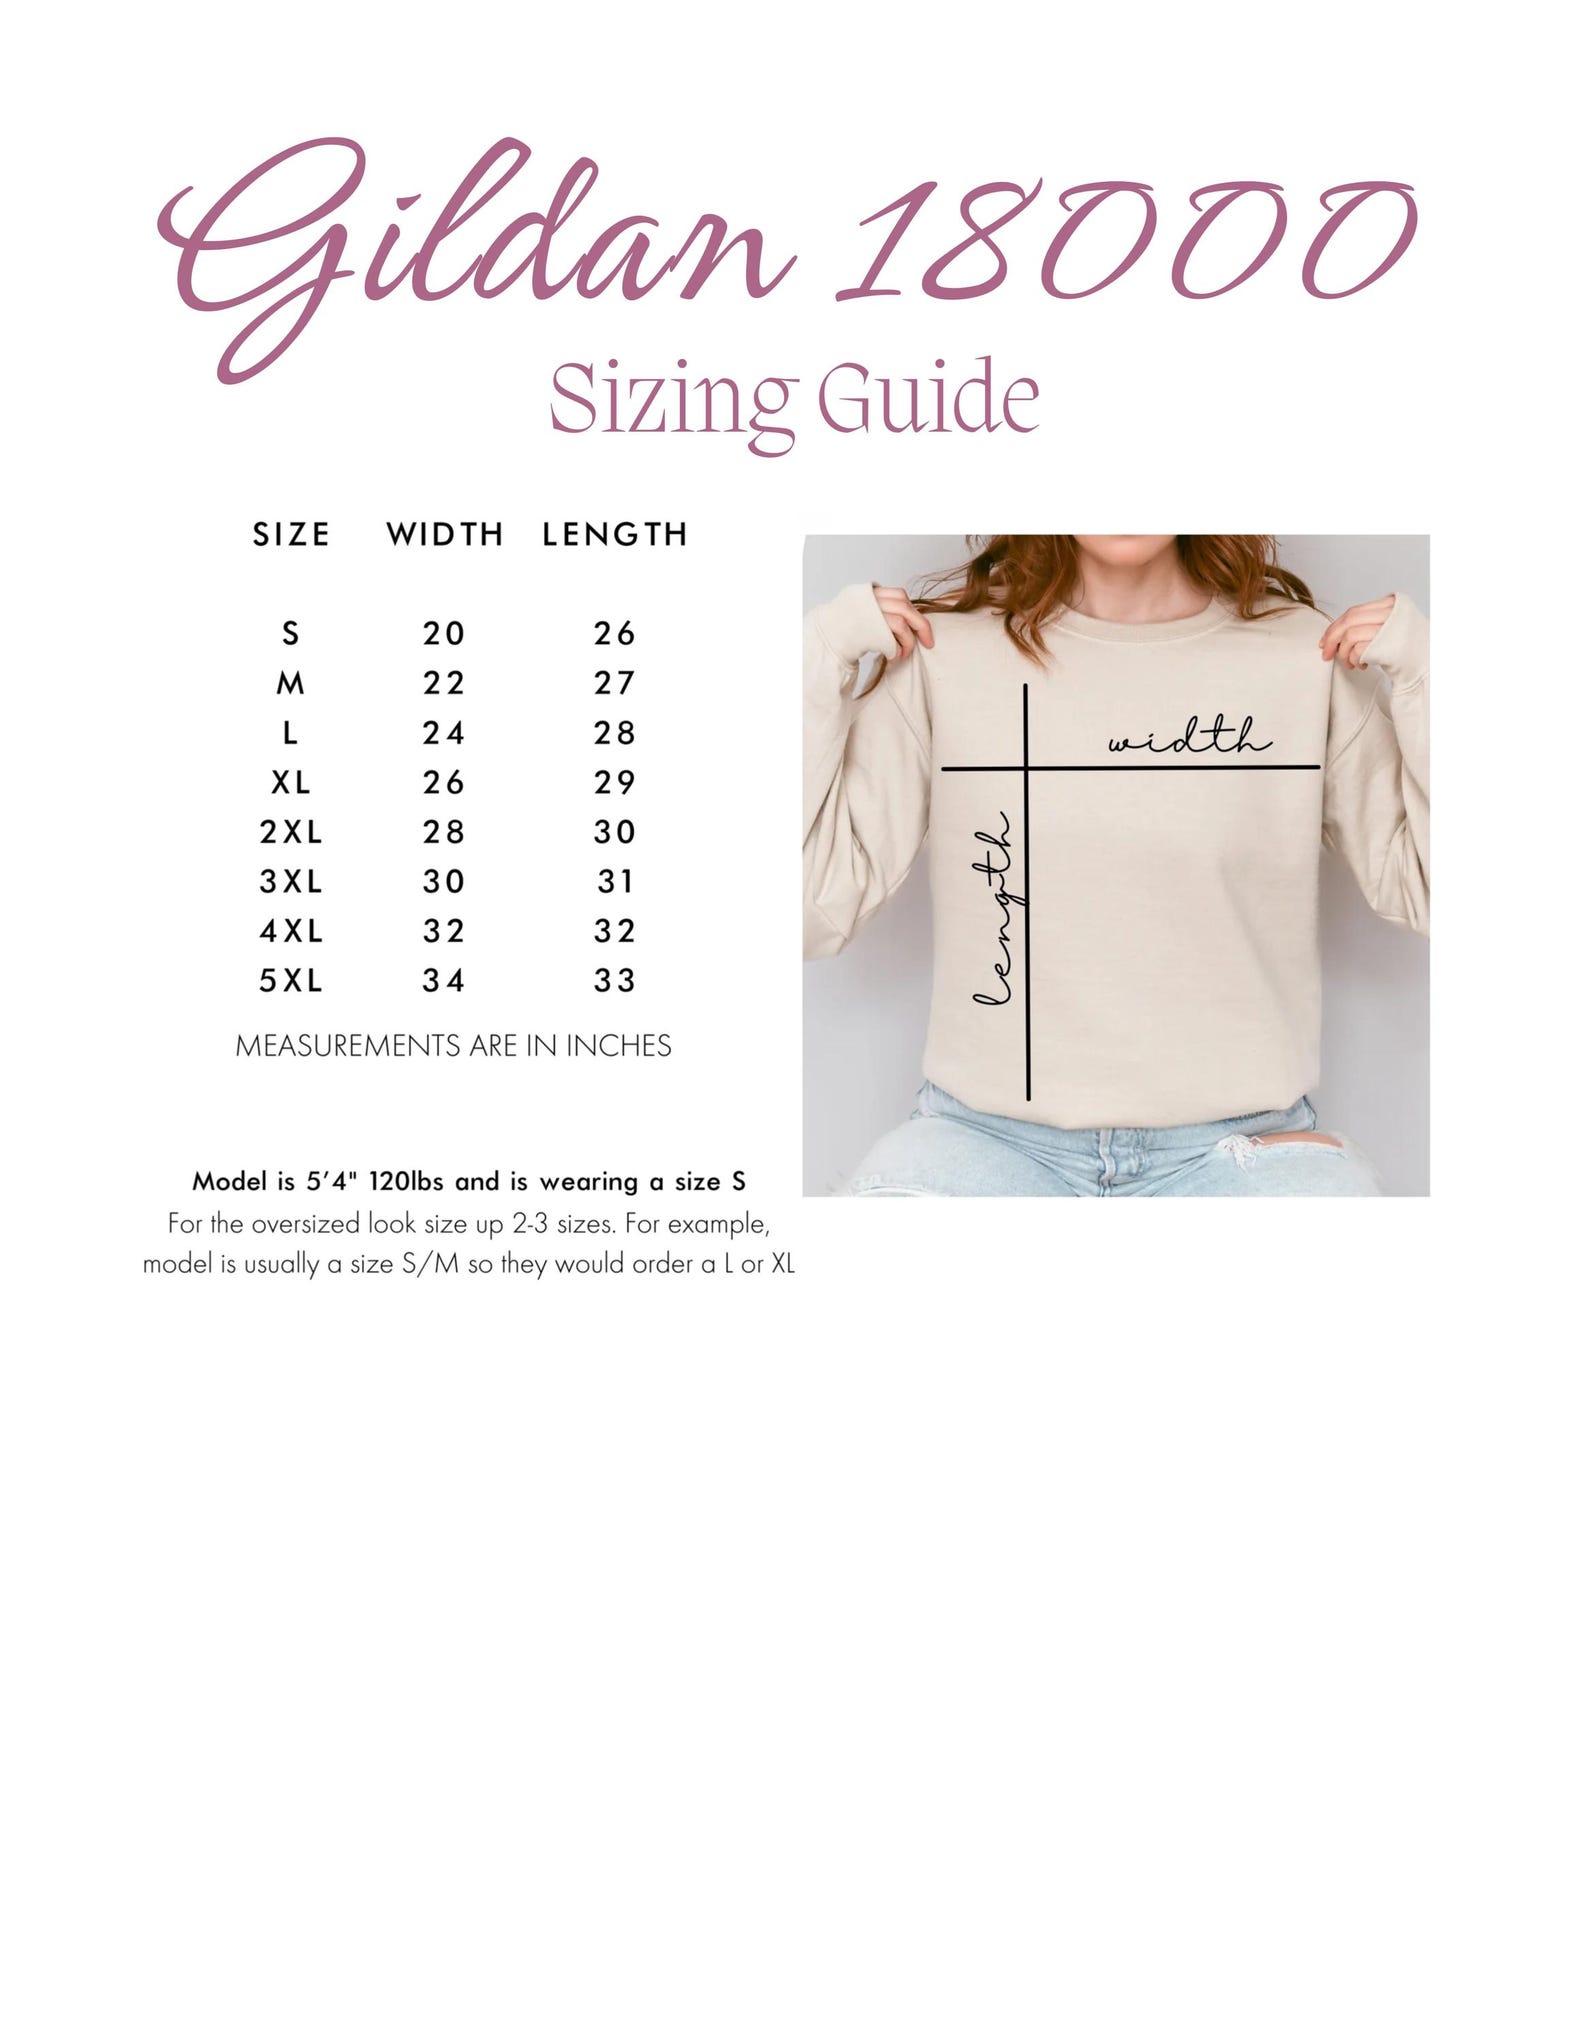 Gildan 18000
Sizing Guide
SIZE WIDTH LENGTH
S 20 26
M 22 27
L 24 28
XL 26 29
2XL 28 30
3XL 30 31
4XL 32 32
5XL 34 33
MEASUREMENTS ARE IN INCHES
Model is 5'4" 120lbs and is wearing a size S
For the oversized look size up 2-3 sizes. For example,
model is usually a size S/M so they would order a L or XL
width
length